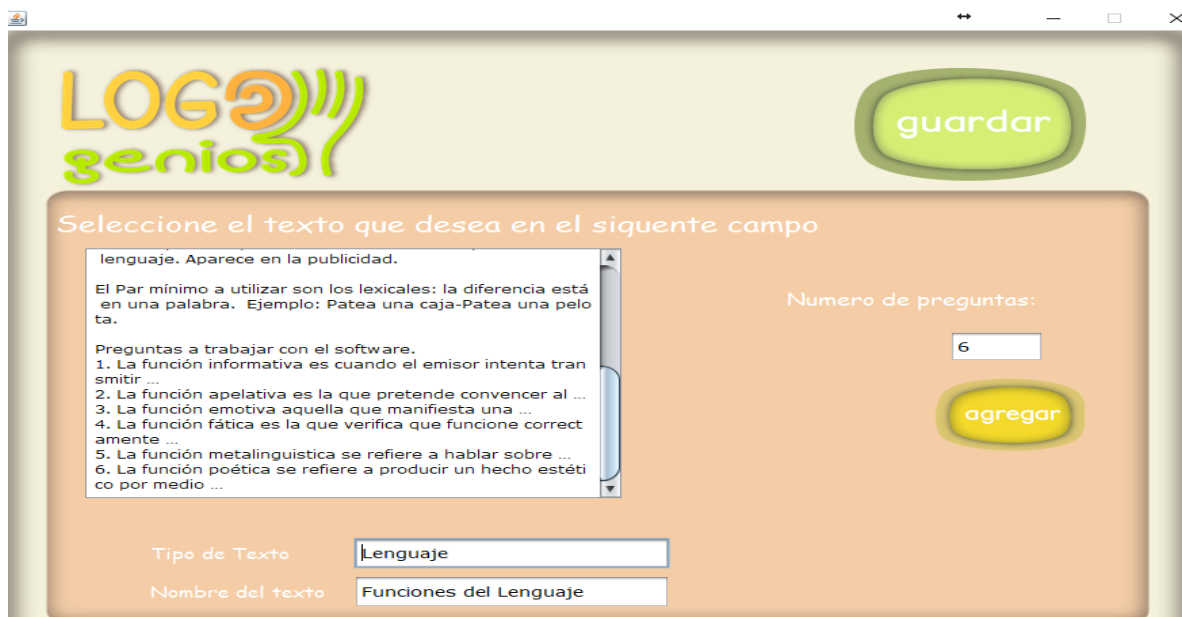 LOGO
genios
guardar
Seleccione el texto que desea en el siguente campo
lenguaje. Aparece en la publicidad.
El Par mínimo a utilizar son los lexicales: la diferencia está
en una palabra.  Ejemplo: Patea una caja-Patea una pelo
ta.
Preguntas a trabajar con el software.
1. La función informativa es cuando el emisor intenta tran
smitir ...
2. La función apelativa es la que pretende convencer al ...
3. La función emotiva aquella que manifiesta una ...
4. La función fática es la que verifica que funcione correct
amente ...
5. La función metalinguistica se refiere a hablar sobre ...
6. La función poética se refiere a producir un hecho estéti
co por medio ...
Numero de preguntas:
6
agregar
Tipo de Texto
Lenguaje
Nombre del texto
Funciones del Lenguaje